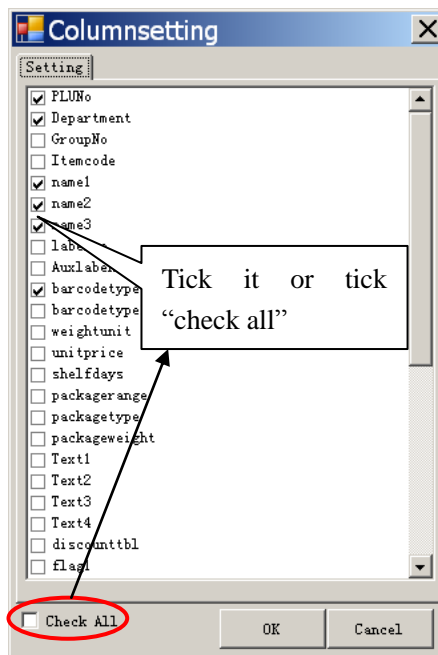 Columnsetting
Setting
PLUNo
Department
GroupNo
Itemcode
name1
name2
name3
Tick it or tick
“check all”
barcodetype
barcodetype
weightunit
unitprice
shelfdays
packagerange
packagetype
packageweight
Text1
Text2
Text3
Text4
discounttbl
flag1
Check All
OK
Cancel